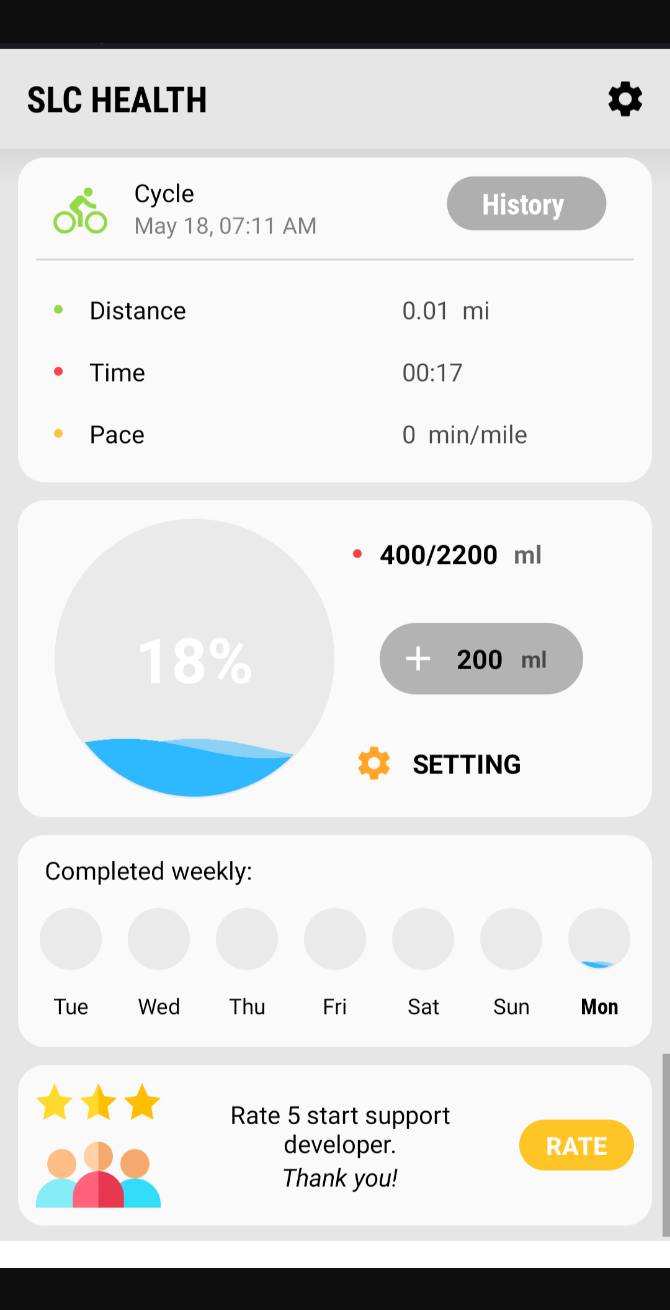 SLC HEALTH
Cycle
May 18, 07:11 AM
History
Distance 0.01 mi
Time 00:17
Pace 0 min/mile
400/2200 ml
18%
+ 200 ml
SETTING
Completed weekly:
Tue Wed Thu Fri Sat Sun Mon
Rate 5 start support
developer.
Thank you!
RATE